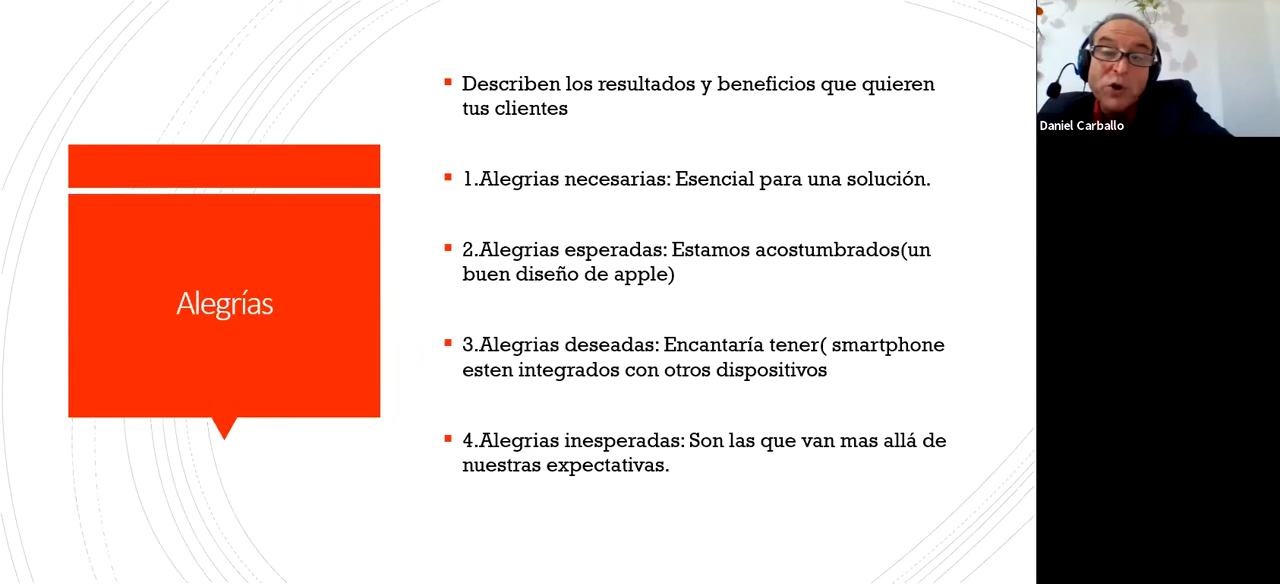 Alegrías
Describen los resultados y beneficios que quieren
tus clientes
1.Alegrias necesarias: Esencial para una solución.
2.Alegrias esperadas: Estamos acostumbrados(un
buen diseño de apple)
3.Alegrias deseadas: Encantaría tener( smartphone
esten integrados con otros dispositivos
4.Alegrias inesperadas: Son las que van mas allá de
nuestras expectativas.
Daniel Carballo